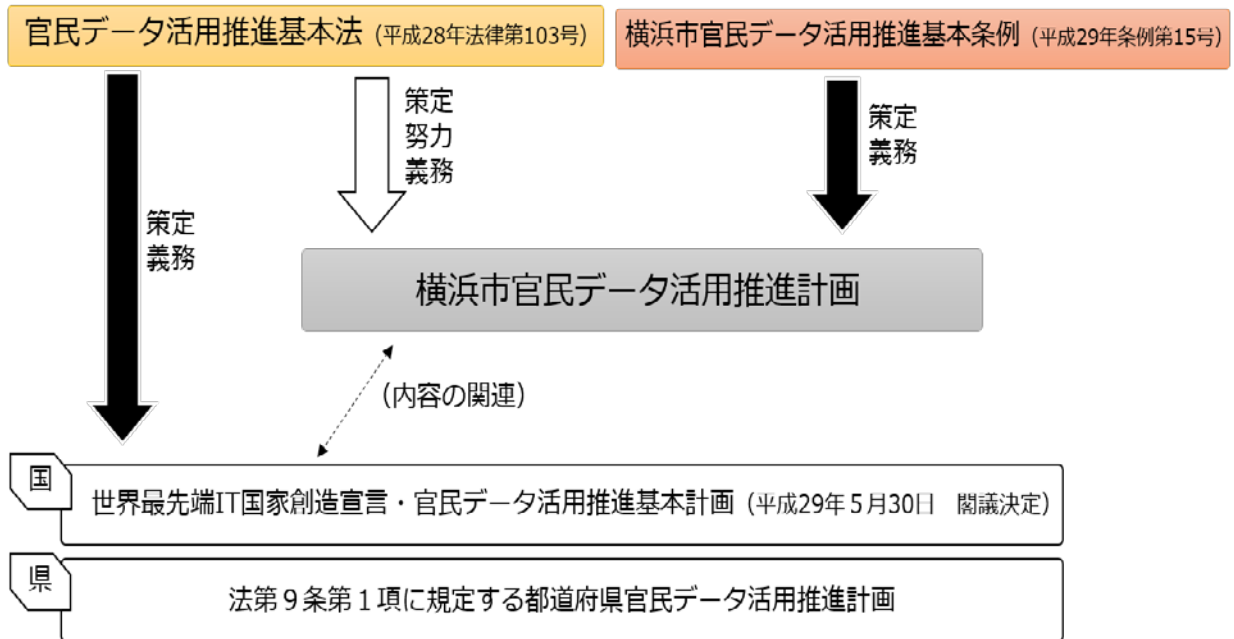 官民データ活用推進基本法（平成28年法律第103号）
横浜市官民データ活用推進基本条例（平成29年条例第15号）
策定
努力
義務
策定
義務
策定
義務
横浜市官民データ活用推進計画
（内容の関連）
国
世界最先端IT国家創造宣言・官民データ活用推進基本計画（平成29年５月30日　閣議決定）
県
法第９条第１項に規定する都道府県官民データ活用推進計画